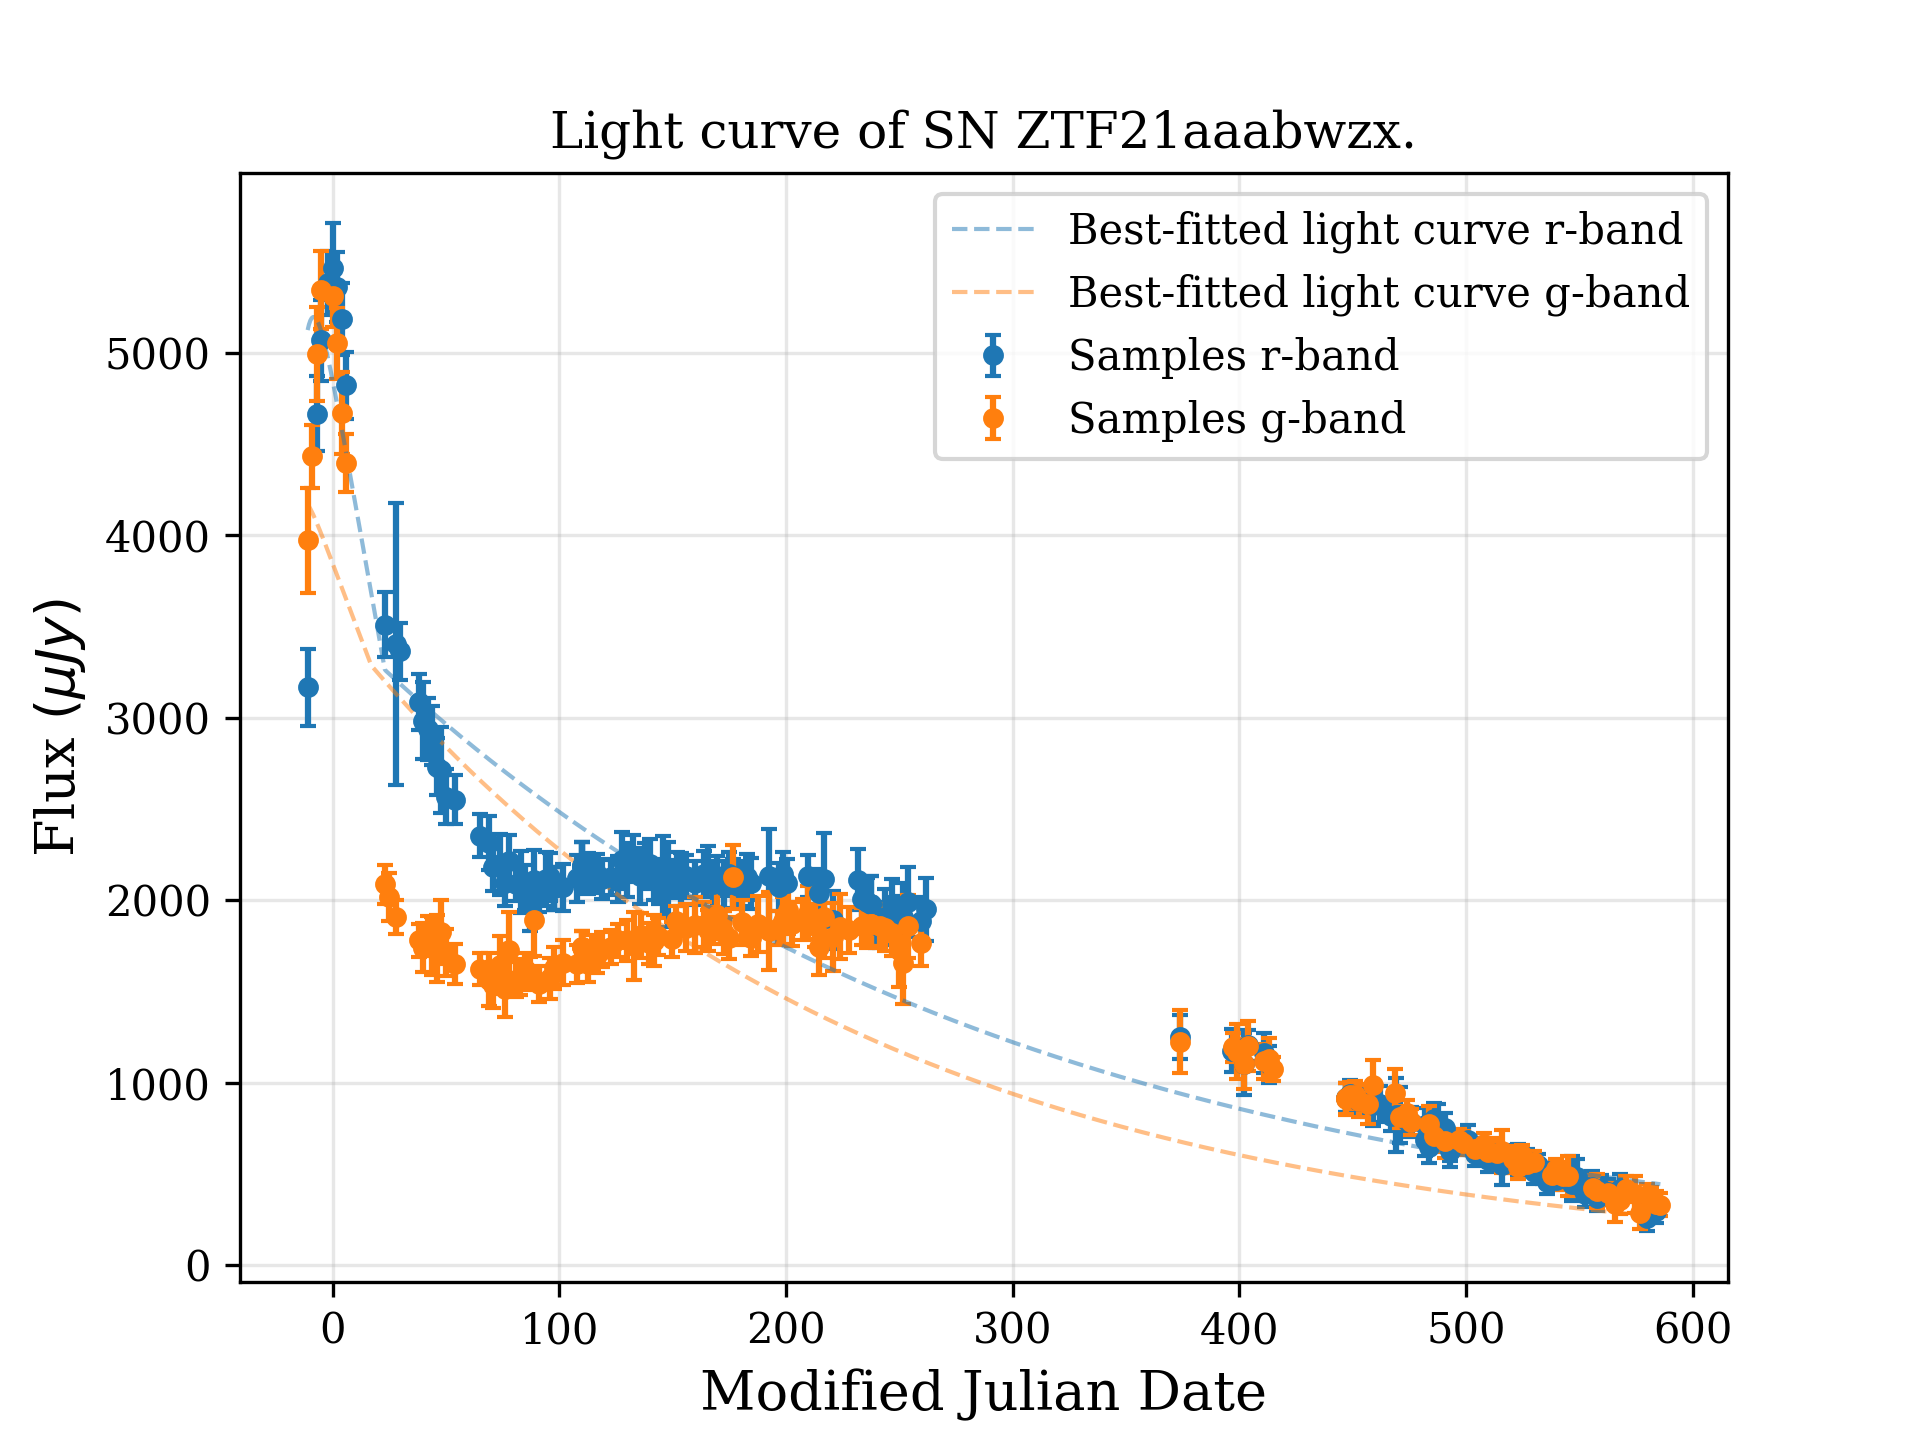 Light curve of SN ZTF21aaabwzx.
Best-fitted light curve r-band
Best-fitted light curve g-band
Samples r-band
Samples g-band
Flux (μJy)
5000
4000
3000
2000
1000
0
0 100 200 300 400 500 600
Modified Julian Date